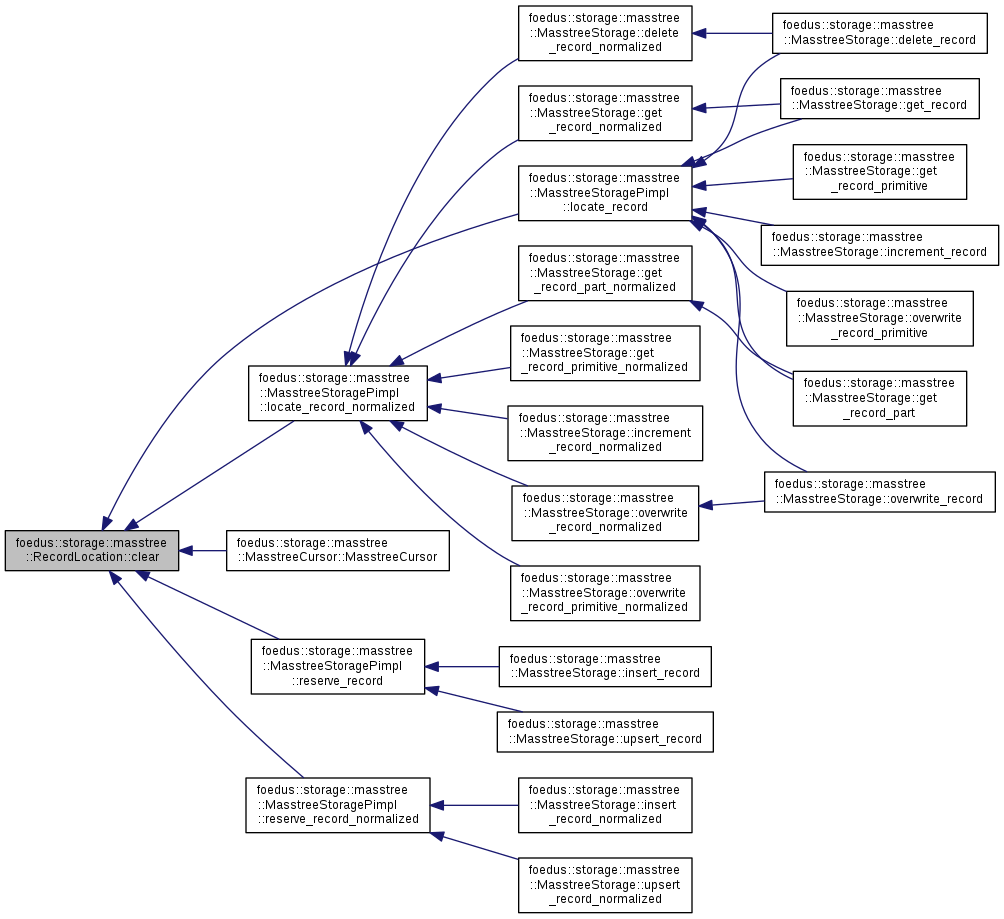 foedus::storage::masstree
::RecordLocation::clear
foedus::storage::masstree
::MasstreeStoragePimpl
::locate_record_normalized
foedus::storage::masstree
::MasstreeCursor::MasstreeCursor
foedus::storage::masstree
::MasstreeStoragePimpl
::reserve_record
foedus::storage::masstree
::MasstreeStoragePimpl
::reserve_record_normalized
foedus::storage::masstree
::MasstreeStorage::delete
_record_normalized
foedus::storage::masstree
::MasstreeStorage::get
_record_normalized
foedus::storage::masstree
::MasstreeStoragePimpl
::locate_record
foedus::storage::masstree
::MasstreeStorage::get
_record_part_normalized
foedus::storage::masstree
::MasstreeStorage::get
_record_primitive_normalized
foedus::storage::masstree
::MasstreeStorage::increment
_record_normalized
foedus::storage::masstree
::MasstreeStorage::overwrite
_record_normalized
foedus::storage::masstree
::MasstreeStorage::overwrite
_record_primitive_normalized
foedus::storage::masstree
::MasstreeStorage::insert_record
foedus::storage::masstree
::MasstreeStorage::upsert_record
foedus::storage::masstree
::MasstreeStorage::insert
_record_normalized
foedus::storage::masstree
::MasstreeStorage::upsert
_record_normalized
foedus::storage::masstree
::MasstreeStorage::delete_record
foedus::storage::masstree
::MasstreeStorage::get_record
foedus::storage::masstree
::MasstreeStorage::get
_record_primitive
foedus::storage::masstree
::MasstreeStorage::increment_record
foedus::storage::masstree
::MasstreeStorage::overwrite
_record_primitive
foedus::storage::masstree
::MasstreeStorage::get
_record_part
foedus::storage::masstree
::MasstreeStorage::overwrite_record